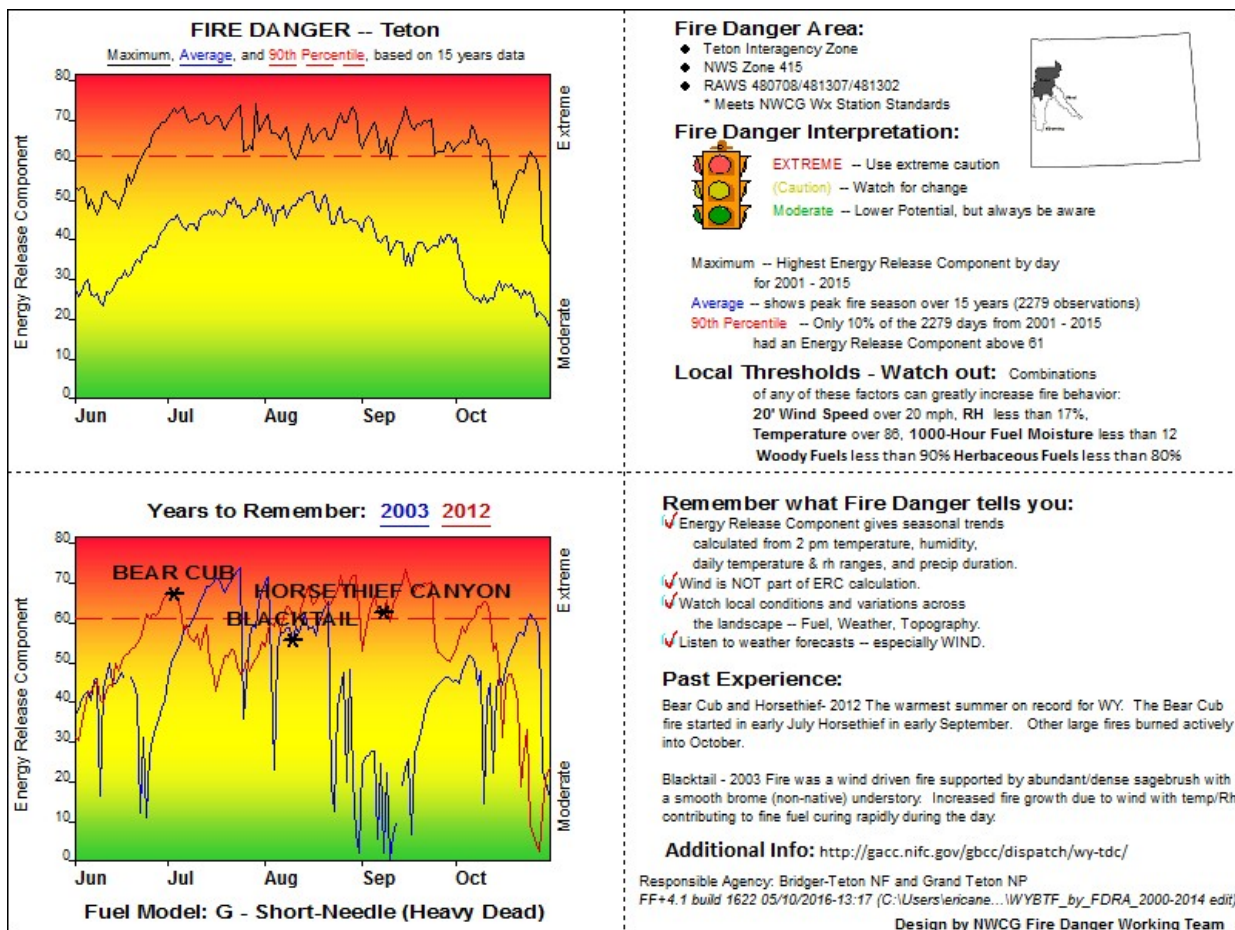 FIRE DANGER -- Teton
Maximum, Average, and 90th Percentile, based on 15 years data
80
70
60
50
40
30
20
10
0
Energy Release Component
Extreme
Moderate
Jun Jul Aug Sep Oct
Fire Danger Area:
Teton Interagency Zone
NWS Zone 415
RAWS 480708/481307/481302
* Meets NWCG Wx Station Standards
Fire Danger Interpretation:
EXTREME -- Use extreme caution
(Caution) -- Watch for change
Moderate -- Lower Potential, but always be aware
Maximum -- Highest Energy Release Component by day
for 2001 - 2015
Average -- shows peak fire season over 15 years (2279 observations)
90th Percentile -- Only 10% of the 2279 days from 2001 - 2015
had an Energy Release Component above 61
Local Thresholds - Watch out: Combinations
of any of these factors can greatly increase fire behavior:
20' Wind Speed over 20 mph, RH less than 17%,
Temperature over 86, 1000-Hour Fuel Moisture less than 12
Woody Fuels less than 90% Herbaceous Fuels less than 80%
Years to Remember: 2003 2012
80
70
60
50
40
30
20
10
0
Energy Release Component
Extreme
Moderate
BEAR CUB
HORSETHIEF CANYON
BLACKTAIL
Jun Jul Aug Sep Oct
Fuel Model: G - Short-Needle (Heavy Dead)
Remember what Fire Danger tells you:
Energy Release Component gives seasonal trends
calculated from 2 pm temperature, humidity,
daily temperature & rh ranges, and precip duration.
Wind is NOT part of ERC calculation.
Watch local conditions and variations across
the landscape -- Fuel, Weather, Topography.
Listen to weather forecasts -- especially WIND.
Past Experience:
Bear Cub and Horsethief- 2012 The warmest summer on record for WY. The Bear Cub
fire started in early July Horsethief in early September. Other large fires burned actively
into October.
Blacktail - 2003 Fire was a wind driven fire supported by abundant/dense sagebrush with
a smooth brome (non-native) understory. Increased fire growth due to wind with temp/Rh
contributing to fine fuel curing rapidly during the day.
Additional Info: http://gacc.nifc.gov/gbcc/dispatch/wy-tdc/
Responsible Agency: Bridger-Teton NF and Grand Teton NP
FF+4.1 build 1622 05/10/2016-13:17 (C:\Users\ericane...\WYBTF_by_FDRA_2000-2014 edit)
Design by NWCG Fire Danger Working Team